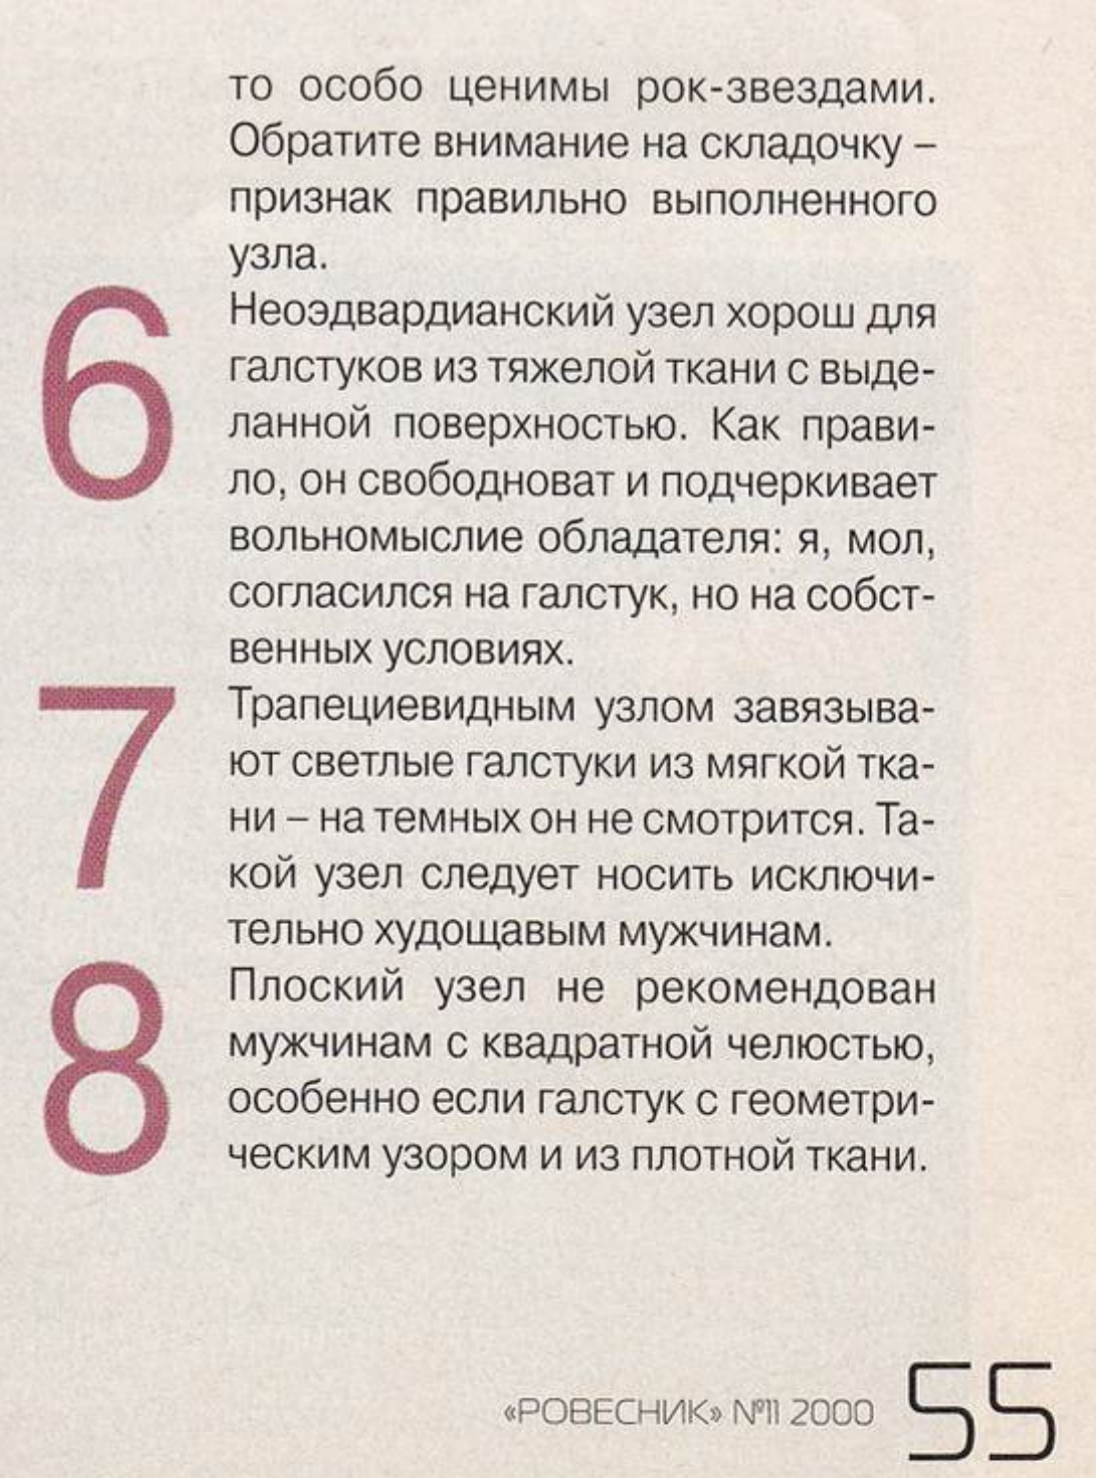 то особо ценимы рок-звездами.
Обратите внимание на складочку –
признак правильно выполненного
узла.
6
Неоэдвардианский узел хорош для
галстуков из тяжелой ткани с выде-
ланной поверхностью. Как прави-
ло, он свободноват и подчеркивает
вольномыслие обладателя: я, мол,
согласился на галстук, но на собст-
венных условиях.
7
Трапециевидным узлом завязыва-
ют светлые галстуки из мягкой тка-
ни – на темных он не смотрится. Та-
кой узел следует носить исключи-
тельно худощавым мужчинам.
8
Плоский узел не рекомендован
мужчинам с квадратной челюстью,
особенно если галстук с геометри-
ческим узором и из плотной ткани.
«РОВЕСНИК» №11 2000 55